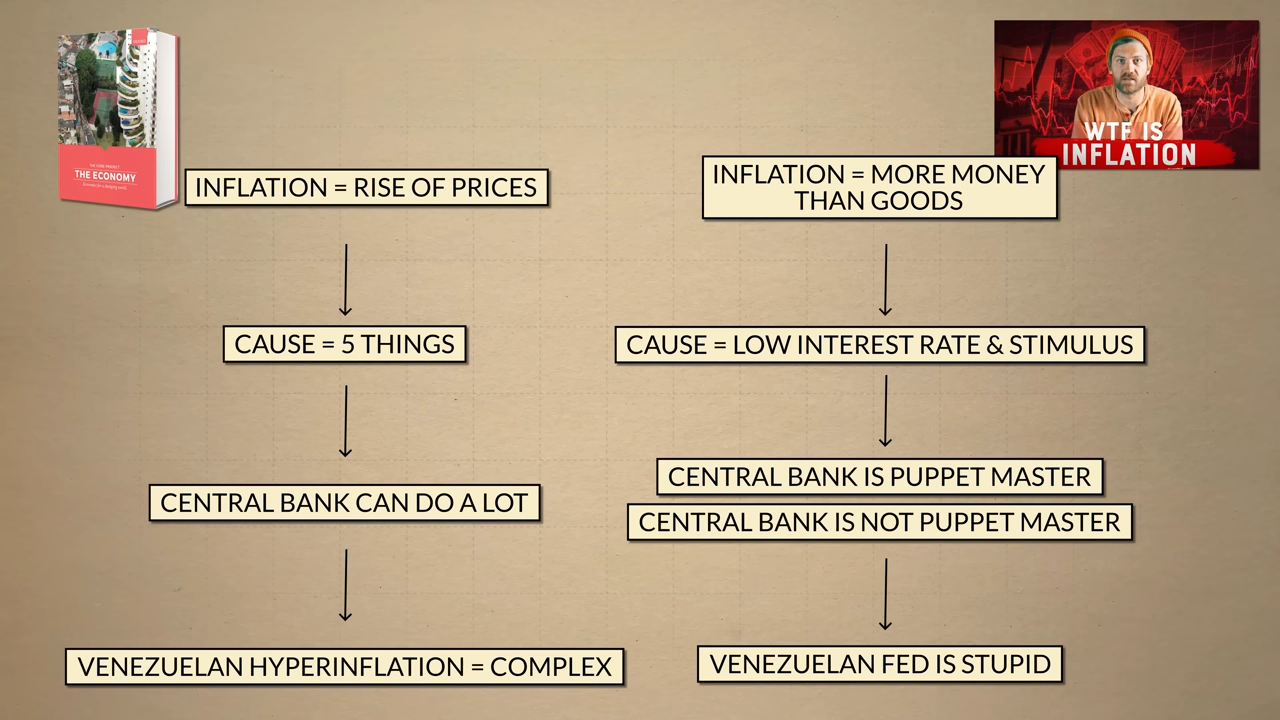 THE ECONOMY
INFLATION = RISE OF PRICES
CAUSE = 5 THINGS
CENTRAL BANK CAN DO A LOT
VENEZUELAN HYPERINFLATION = COMPLEX
WTF IS
INFLATION
INFLATION = MORE MONEY
THAN GOODS
CAUSE = LOW INTEREST RATE & STIMULUS
CENTRAL BANK IS PUPPET MASTER
CENTRAL BANK IS NOT PUPPET MASTER
VENEZUELAN FED IS STUPID